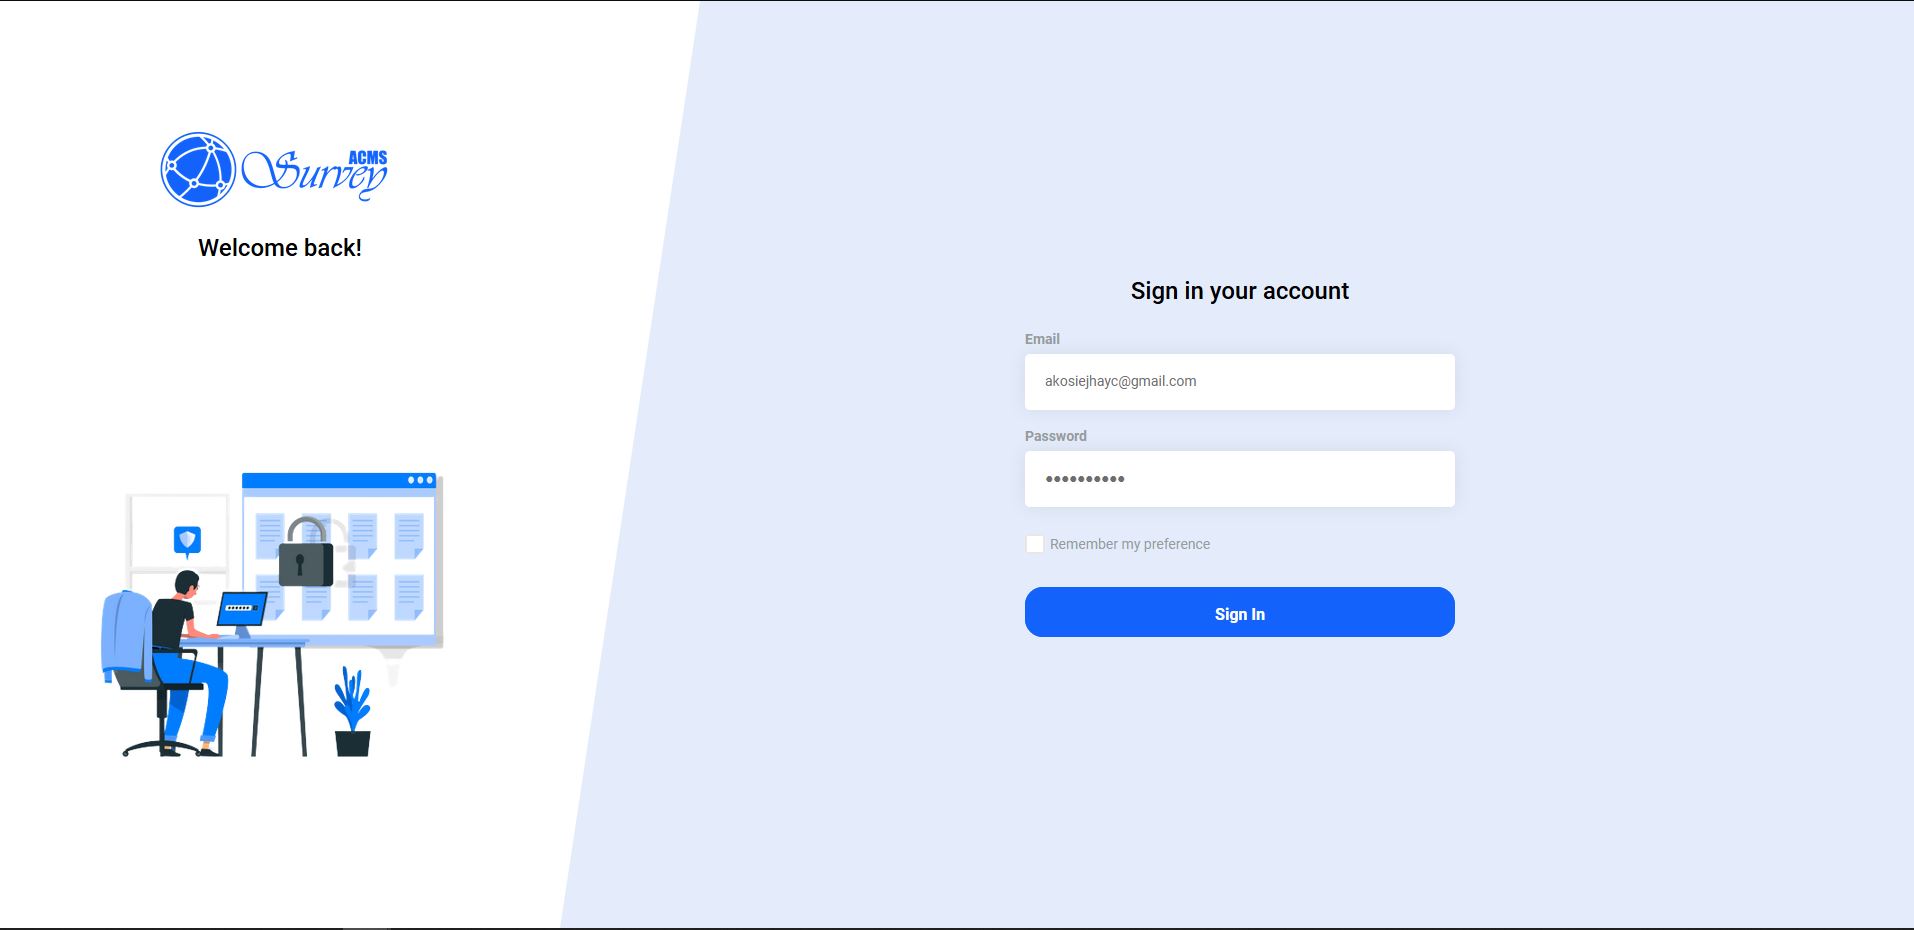 ACMS
Survey
Welcome back!
Sign in your account
Email
akosiejhayc@gmail.com
Password
••••••••••
Remember my preference
Sign In